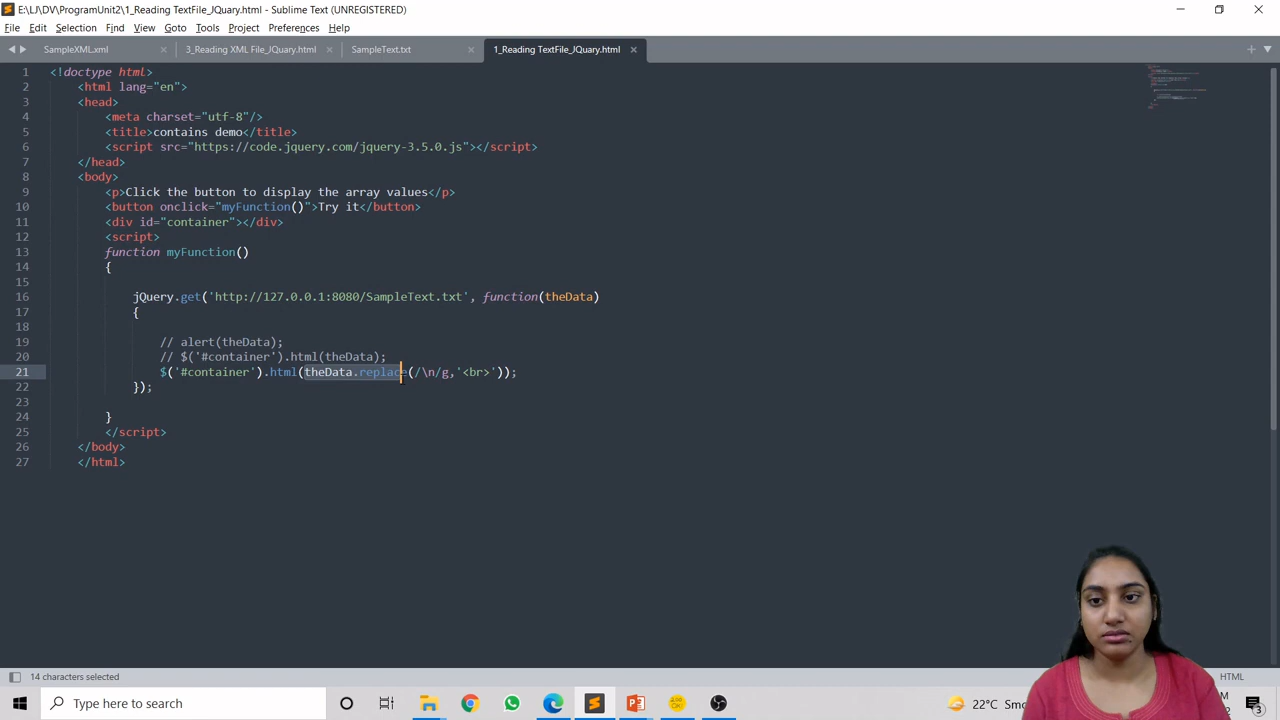 E:\LJ\DV\ProgramUnit2\1_Reading TextFile_JQuary.html - Sublime Text (UNREGISTERED)
File Edit Selection Find View Goto Tools Project Preferences Help
SampleXML.xml 3_Reading XML File_JQuary.html SampleText.txt 1_Reading TextFile_JQuary.html
1 <!doctype html>
2 <html lang="en">
3 <head>
4 <meta charset="utf-8"/>
5 <title>contains demo</title>
6 <script src="https://code.jquery.com/jquery-3.5.0.js"></script>
7 </head>
8 <body>
9 <p>Click the button to display the array values</p>
10 <button onclick="myFunction()">Try it</button>
11 <div id="container"></div>
12 <script>
13 function myFunction()
14 {
15
16 jQuery.get('http://127.0.0.1:8080/SampleText.txt', function(theData)
17 {
18
19 // alert(theData);
20 // $('#container').html(theData);
21 $('#container').html(theData.replace(/\n/g,'<br>'));
22 });
23
24 }
25 </script>
26 </body>
27 </html>
14 characters selected HTML
Type here to search 22°C 3